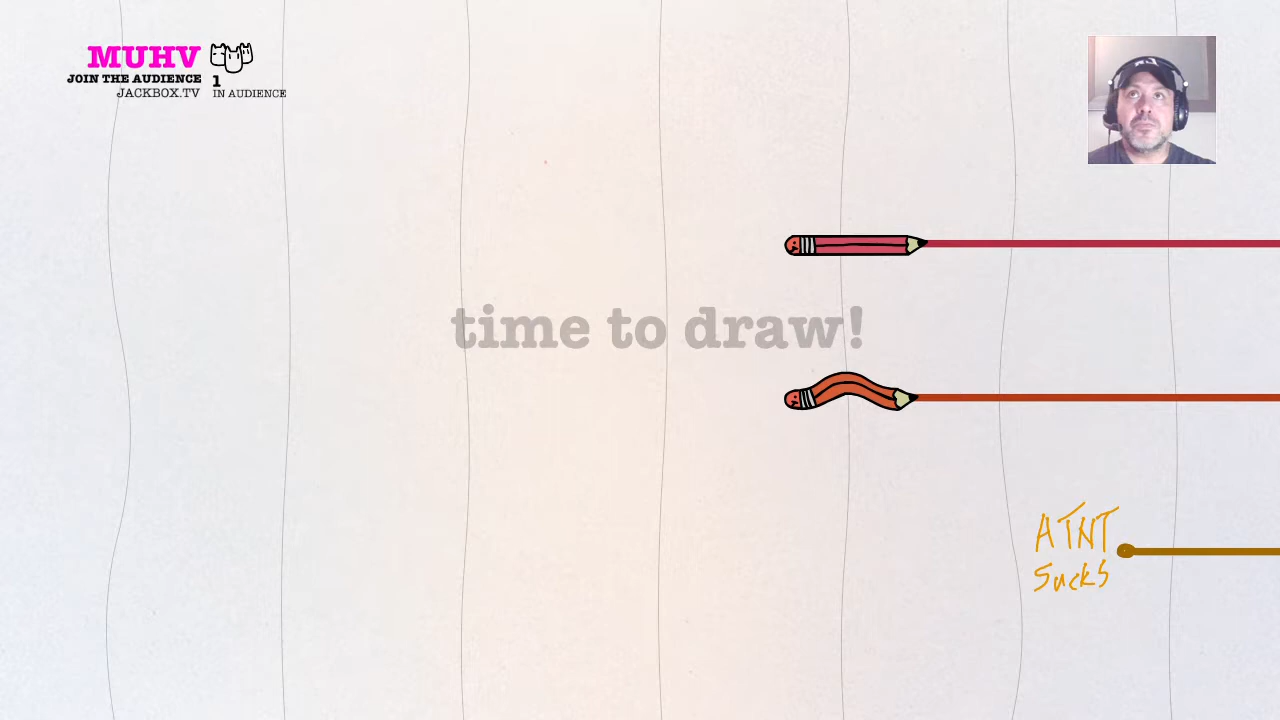 MUHV
JOIN THE AUDIENCE
JACKBOX.TV
1
IN AUDIENCE
time to draw!
ATNT
Sucks